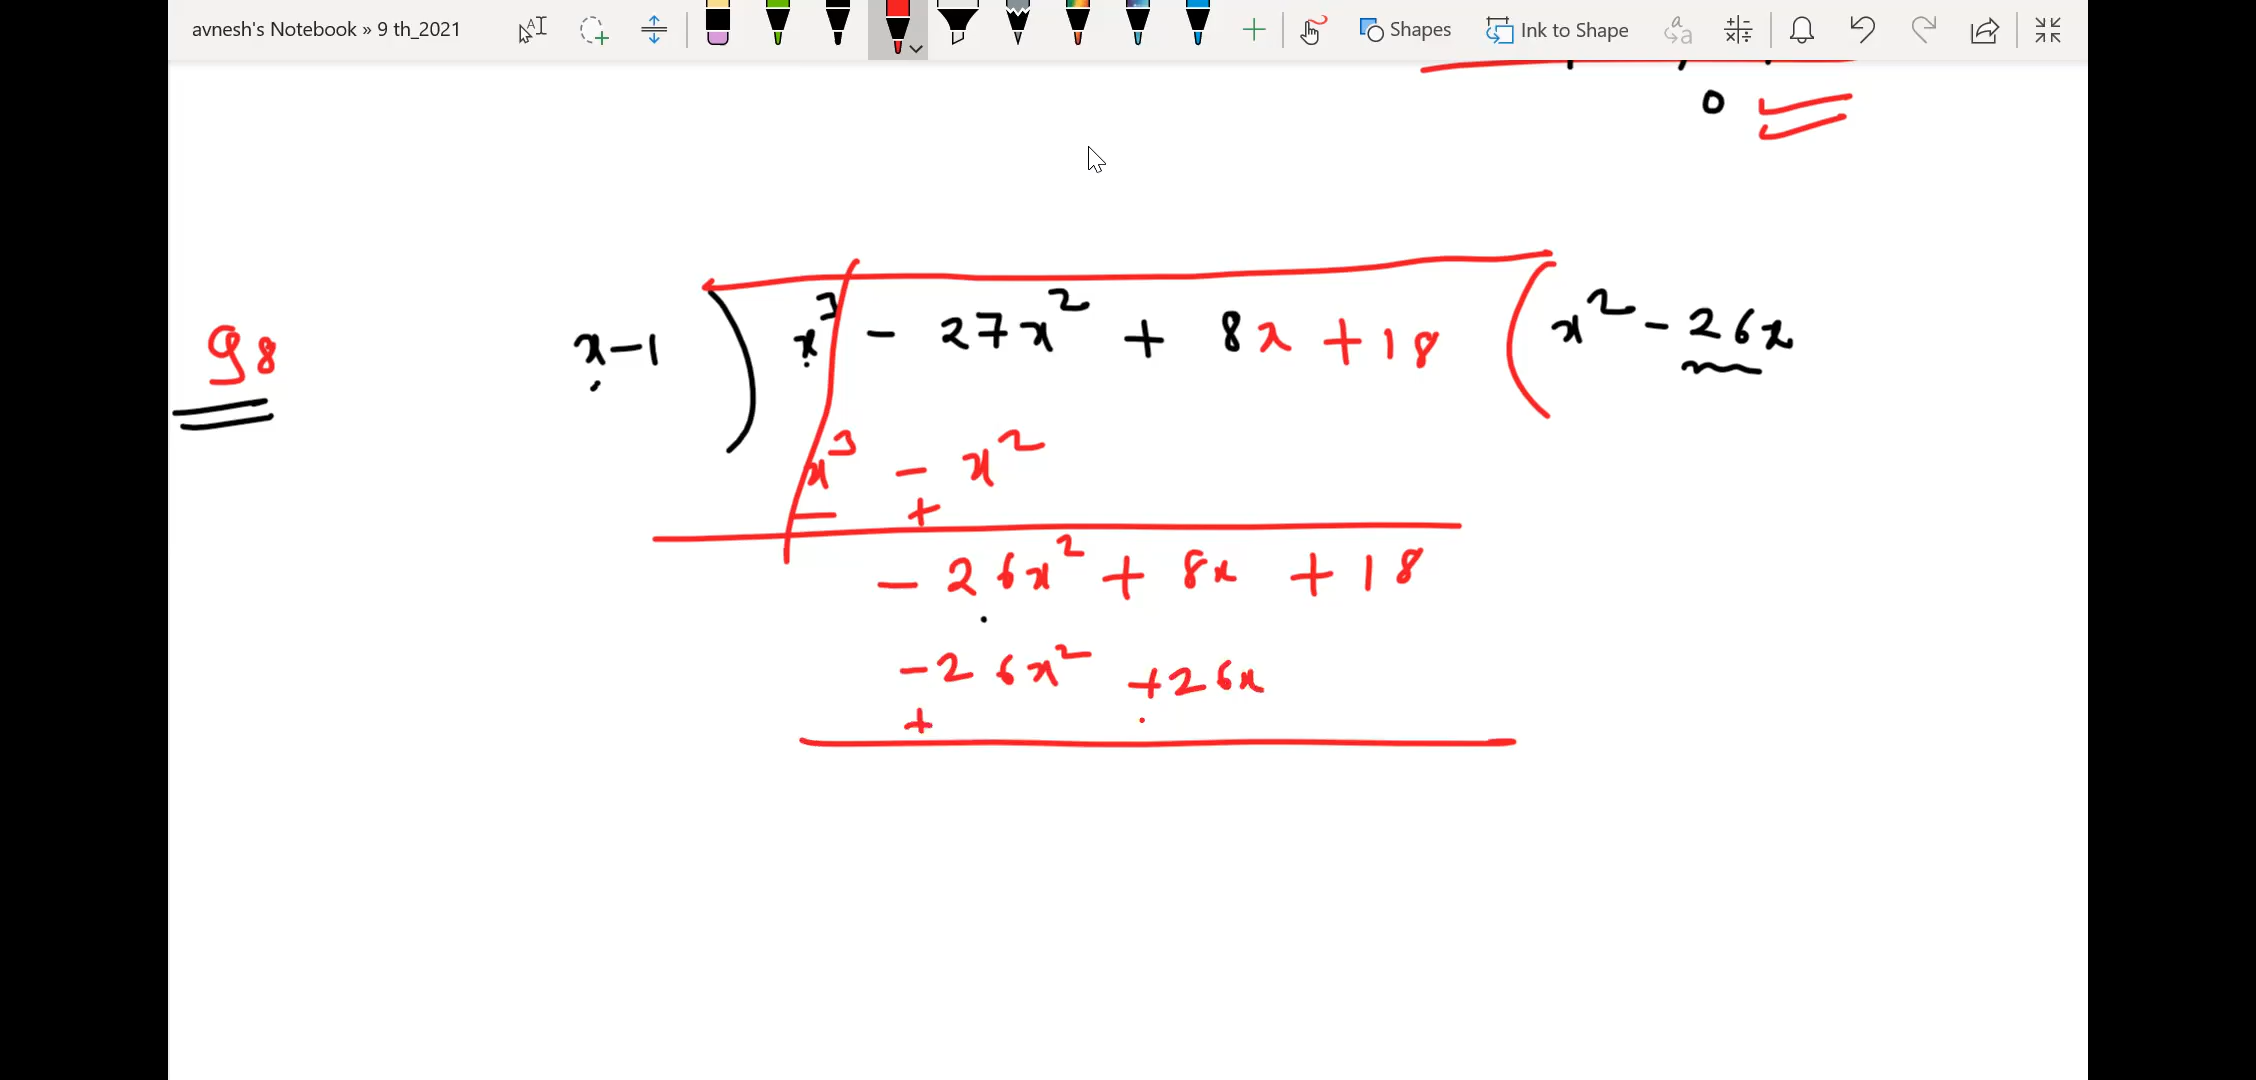 avnesh's Notebook » 9 th_2021
Shapes
Ink to Shape
0
98
x-1 ) x³ - 27x² + 8x + 18 ( x² - 26x
x³ - x²
- +
- 26x² + 8x + 18
-26x² +26x
+